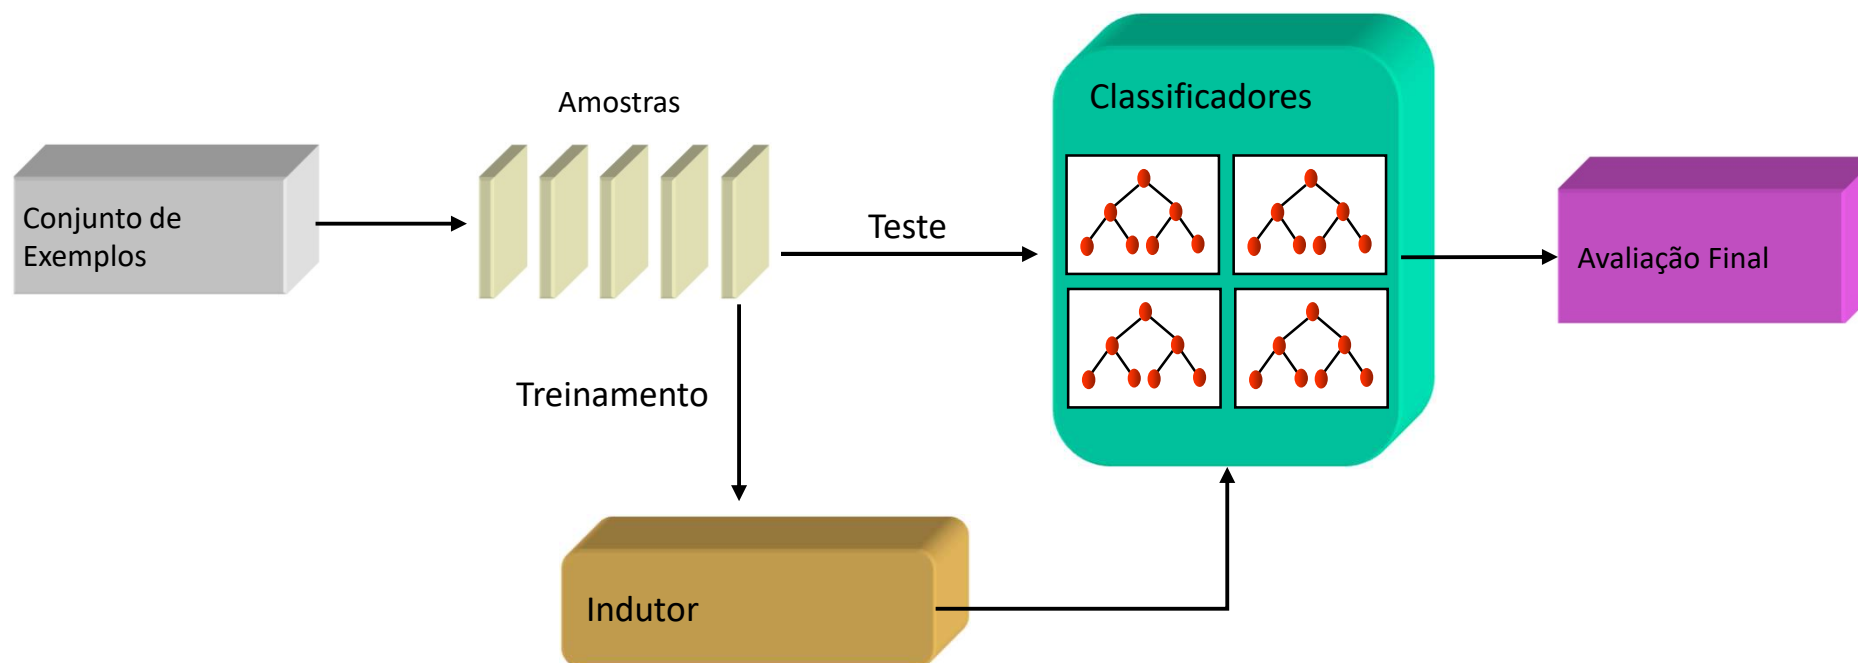 Conjunto de
Exemplos
Amostras
Teste
Treinamento
Indutor
Classificadores
Avaliação Final